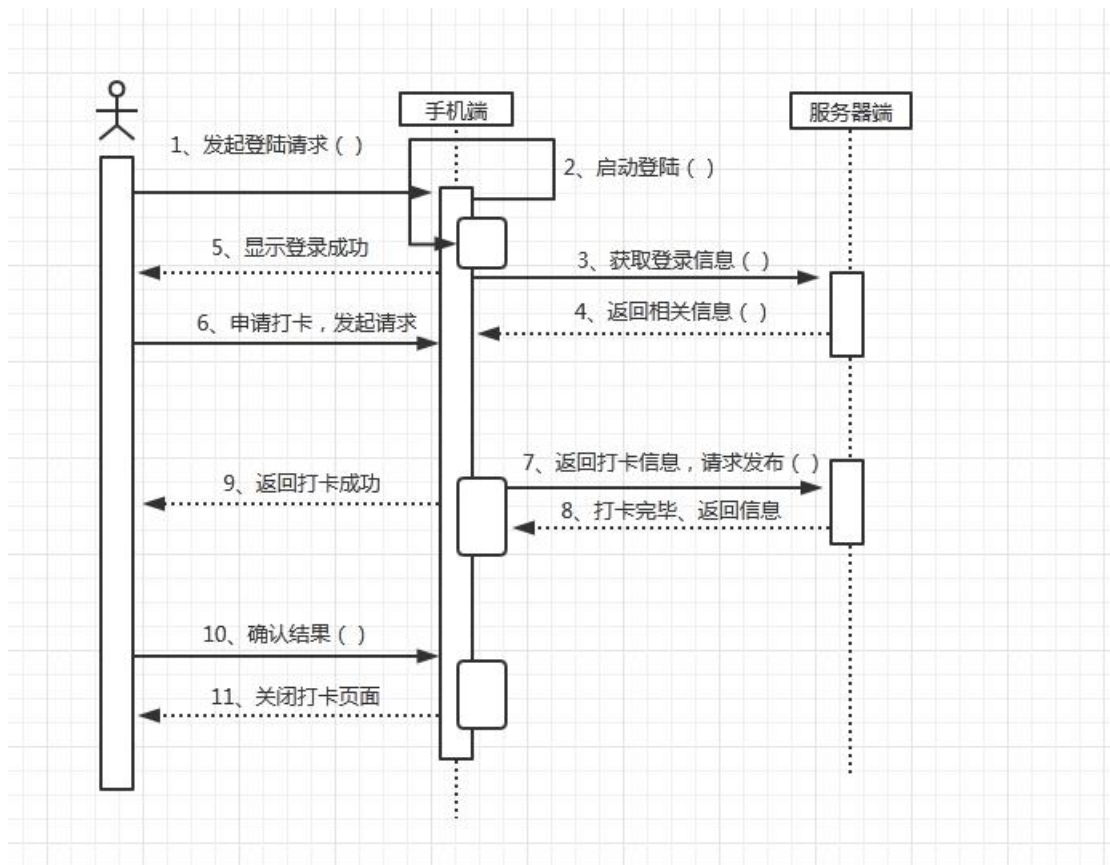 手机端
服务器端
1、发起登陆请求（ ）
2、启动登陆（ ）
5、显示登录成功
3、获取登录信息（ ）
4、返回相关信息（ ）
6、申请打卡，发起请求
7、返回打卡信息，请求发布（ ）
9、返回打卡成功
8、打卡完毕、返回信息
10、确认结果（ ）
11、关闭打卡页面